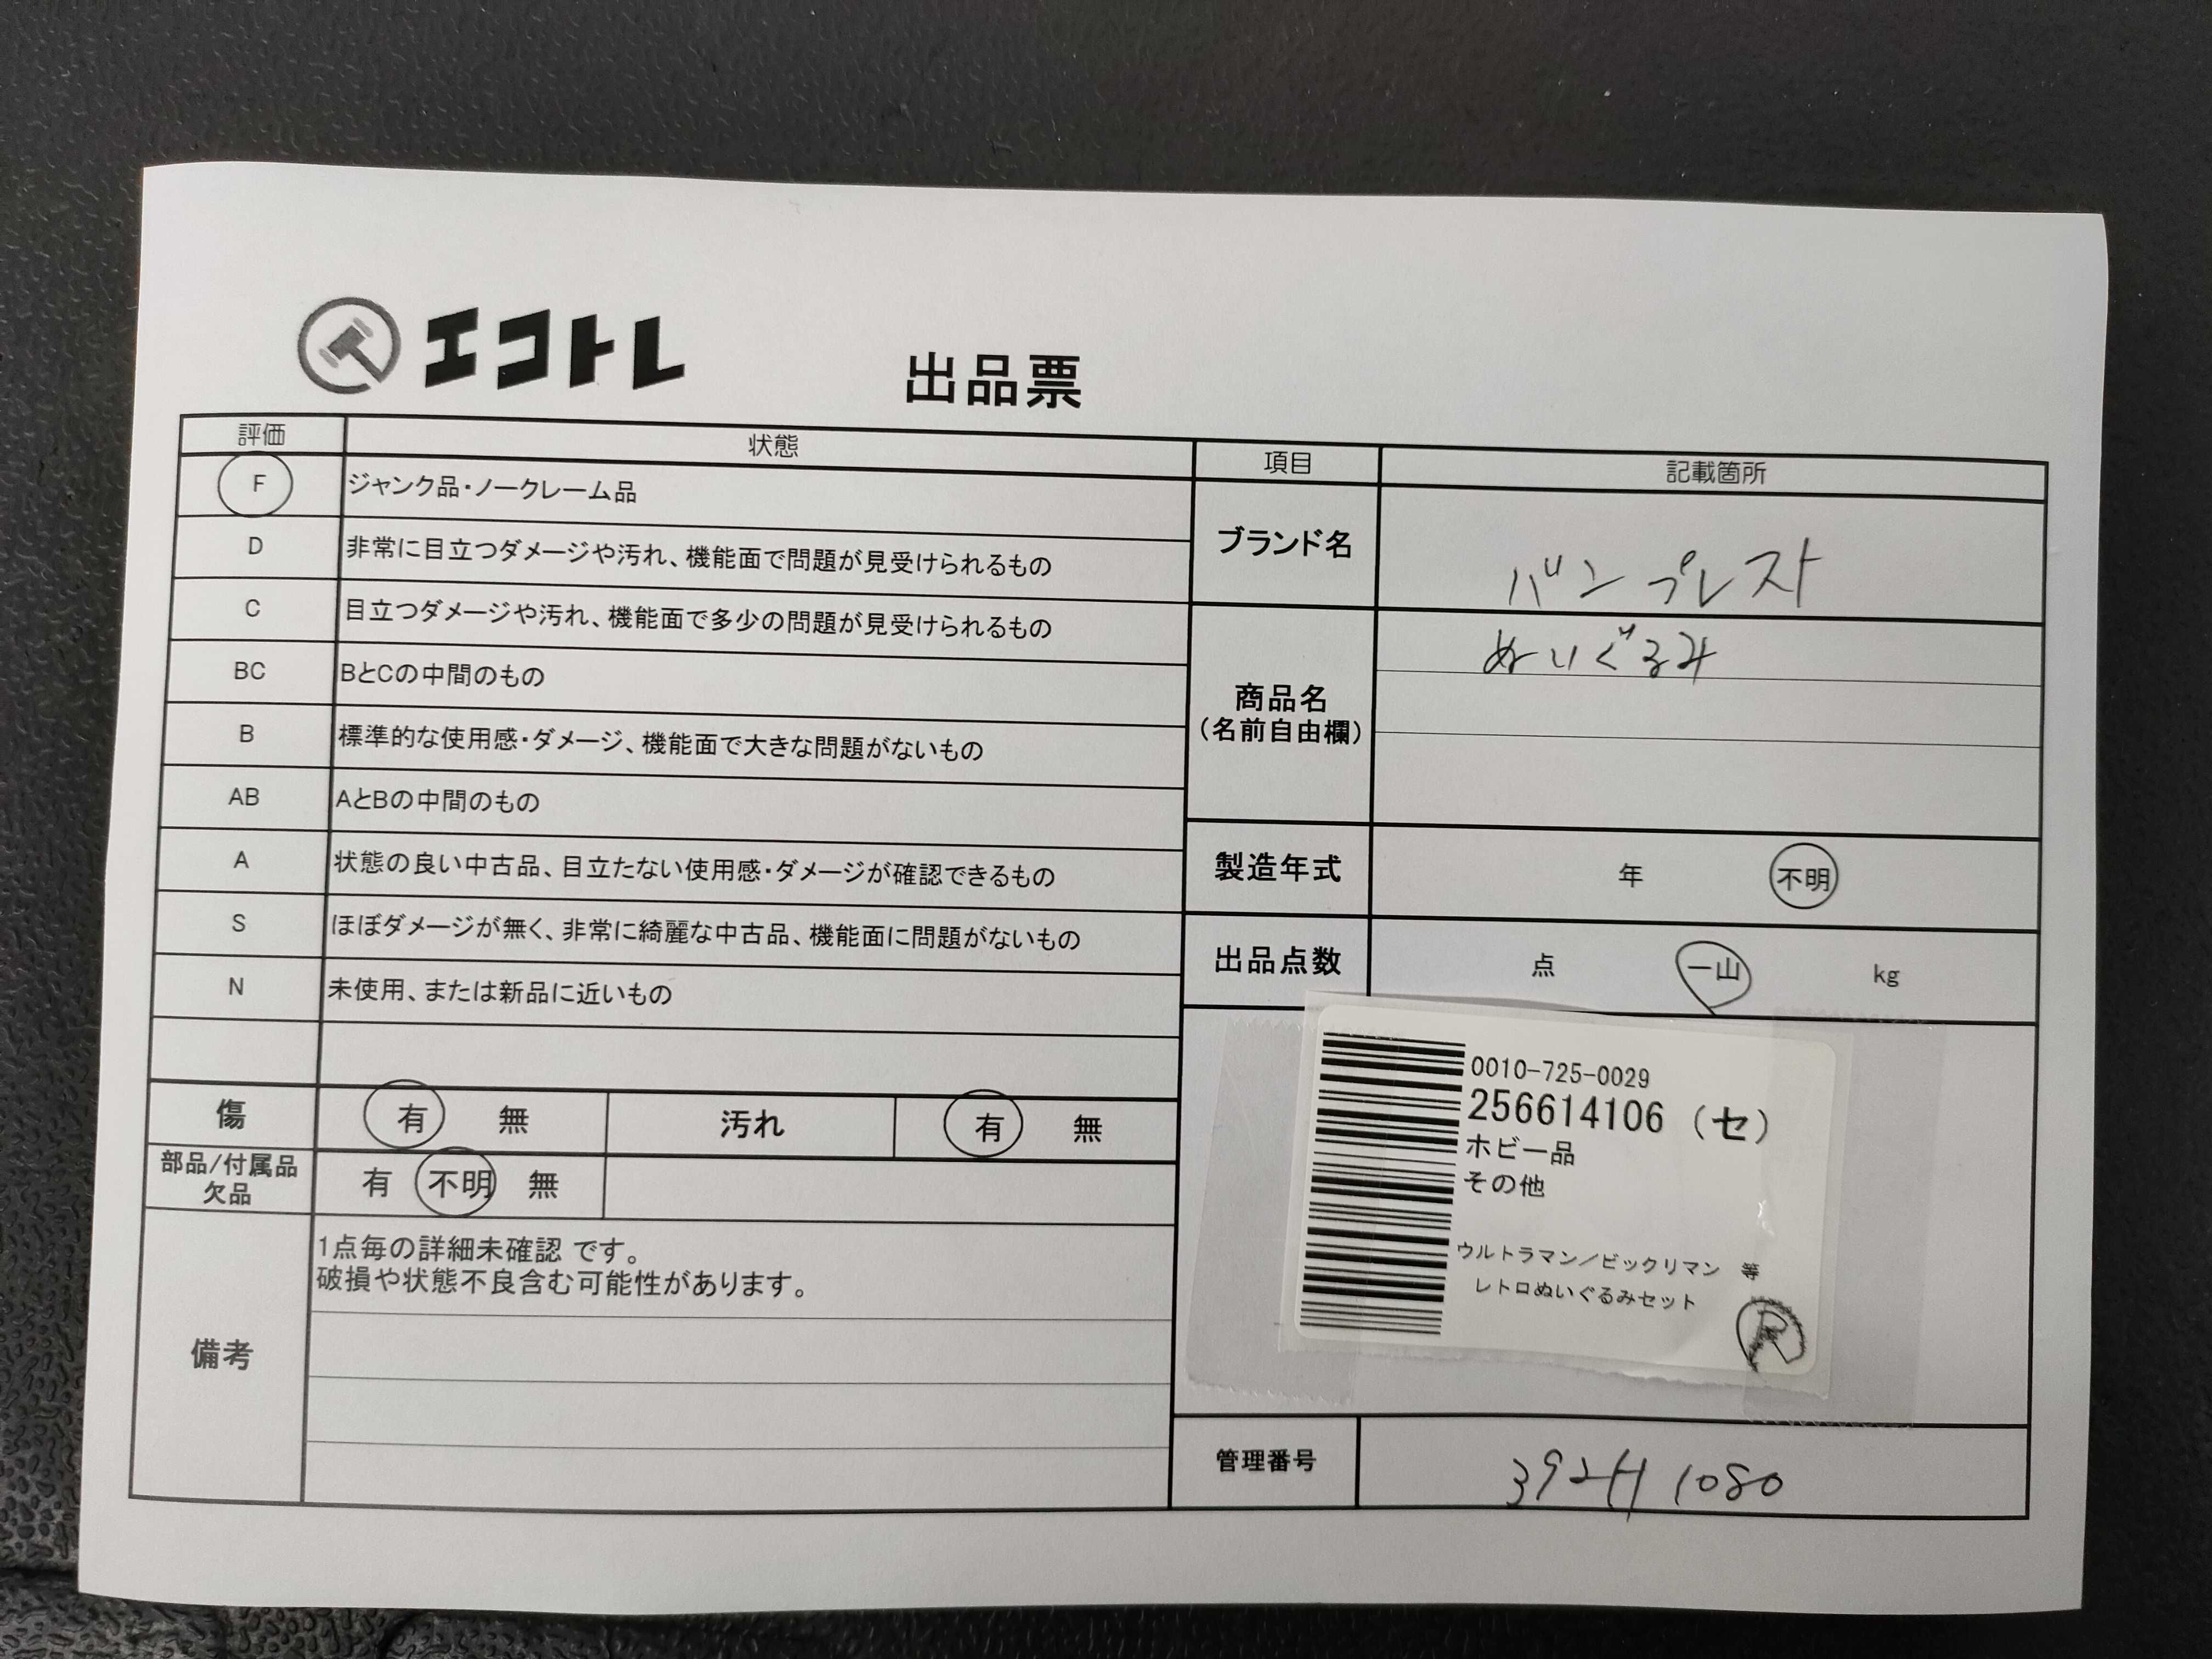 エコトレ
出品票
評価 状態
F ジャンク品・ノークレーム品
D 非常に目立つダメージや汚れ、機能面で問題が見受けられるもの
C 目立つダメージや汚れ、機能面で多少の問題が見受けられるもの
BC BとCの中間のもの
B 標準的な使用感・ダメージ、機能面で大きな問題がないもの
AB AとBの中間のもの
A 状態の良い中古品、目立たない使用感・ダメージが確認できるもの
S ほぼダメージが無く、非常に綺麗な中古品、機能面に問題がないもの
N 未使用、または新品に近いもの
傷 有 無 汚れ 有 無
部品/付属品
欠品
有 不明 無
備考
1点毎の詳細未確認 です。
破損や状態不良含む可能性があります。
項目 記載箇所
ブランド名 バンプレスト
商品名
(名前自由欄)
ぬいぐるみ
製造年式 年 不明
出品点数 点 一山 kg
0010-725-0029
256614106 (セ)
ホビー品
その他
ウルトラマン/ビックリマン 等
レトロぬいぐるみセット
R
管理番号 392H 1080